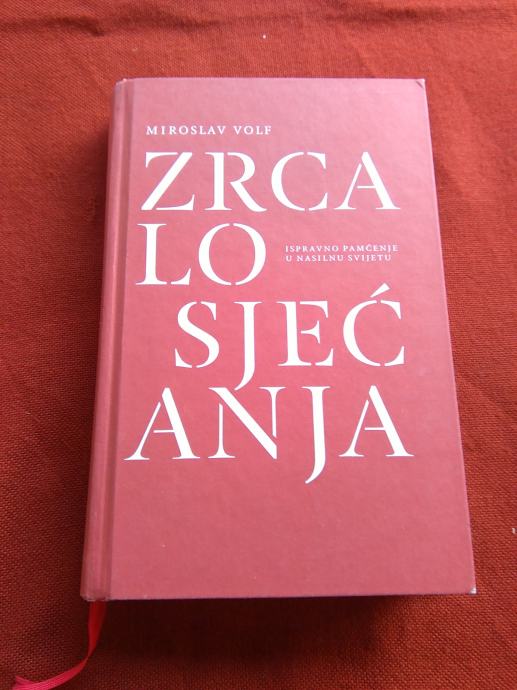 MIROSLAV VOLF
ZRCA
LO
ISPRAVNO PAMĆENJE
U NASILNU SVIJETU
SJEĆ
ANJA